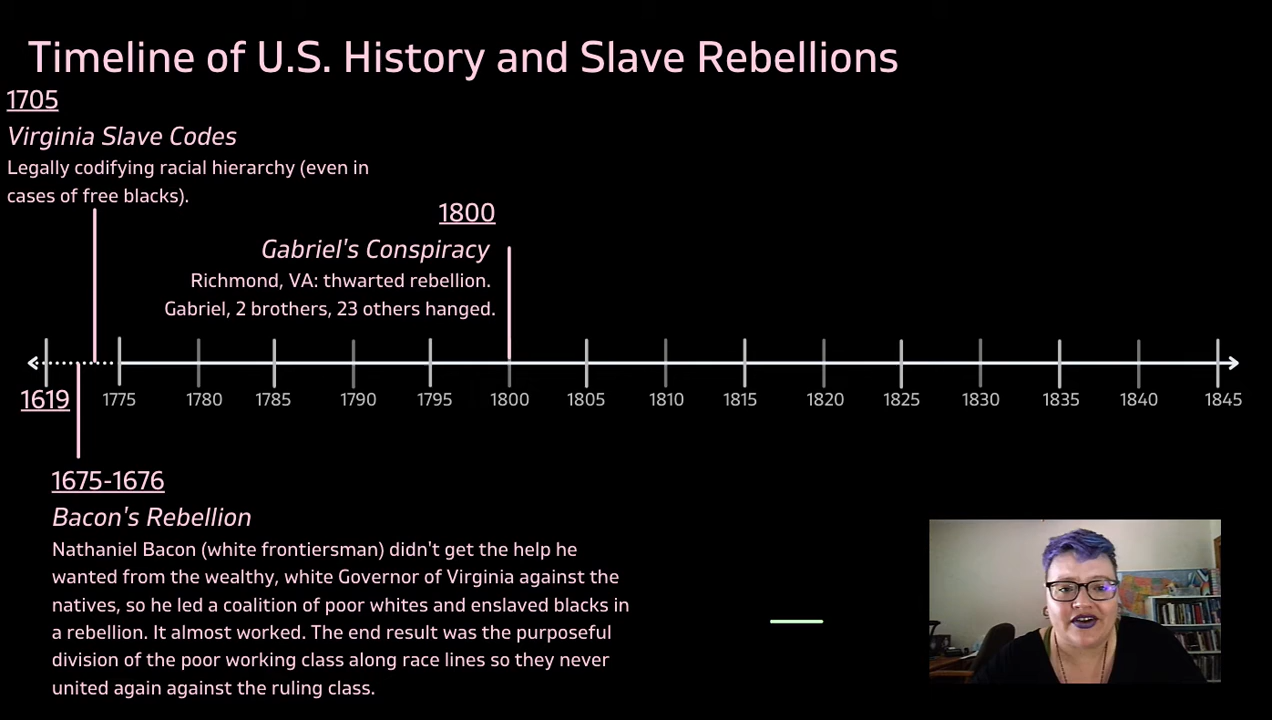 Timeline of U.S. History and Slave Rebellions
1705
Virginia Slave Codes
Legally codifying racial hierarchy (even in
cases of free blacks).
1800
Gabriel's Conspiracy
Richmond, VA: thwarted rebellion.
Gabriel, 2 brothers, 23 others hanged.
1619 1775 1780 1785 1790 1795 1800 1805 1810 1815 1820 1825 1830 1835 1840 1845
1675-1676
Bacon's Rebellion
Nathaniel Bacon (white frontiersman) didn't get the help he
wanted from the wealthy, white Governor of Virginia against the
natives, so he led a coalition of poor whites and enslaved blacks in
a rebellion. It almost worked. The end result was the purposeful
division of the poor working class along race lines so they never
united again against the ruling class.